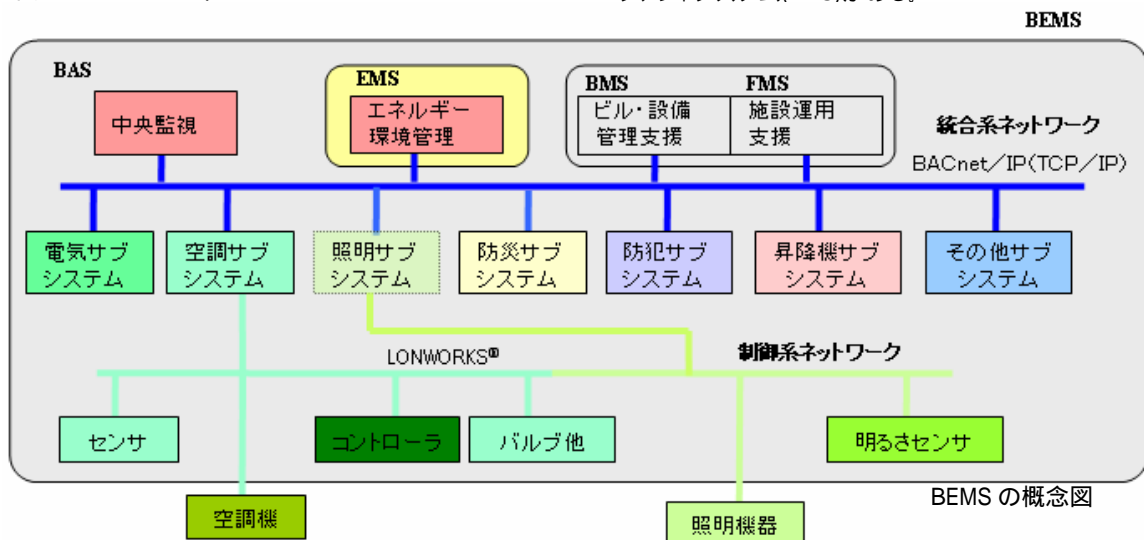 BEMS
BAS
EMS
BMS
FMS
中央監視
エネルギー
環境管理
ビル・設備
管理支援
施設運用
支援
統合系ネットワーク
BACnet/IP(TCP/IP)
電気サブ
システム
空調サブ
システム
照明サブ
システム
防災サブ
システム
防犯サブ
システム
昇降機サブ
システム
その他サブ
システム
LONWORKS®
制御系ネットワーク
センサ
コントローラ
バルブ他
明るさセンサ
BEMS の概念図
空調機
照明機器